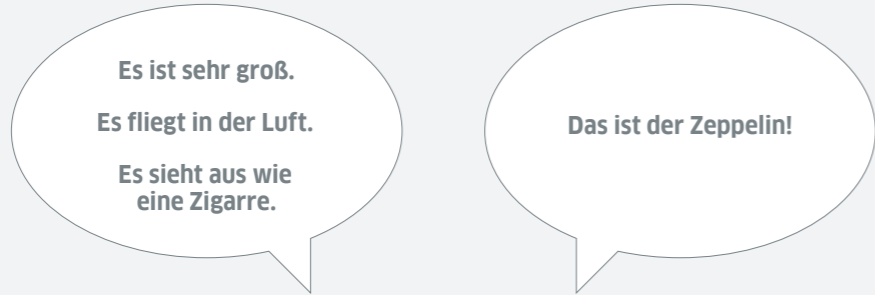 Es ist sehr groß.
Es fliegt in der Luft.
Es sieht aus wie
eine Zigarre.
Das ist der Zeppelin!